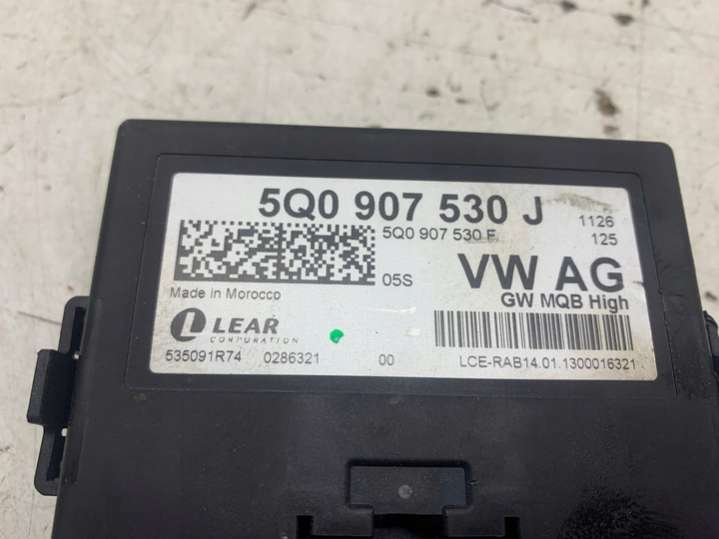 5Q0 907 530 J
1126
5Q0 907 530 F
125
05S
VW AG
Made in Morocco
GW MQB High
LEAR
CORPORATION
535091R74 0286321 00 LCE-RAB14.01.1300016321